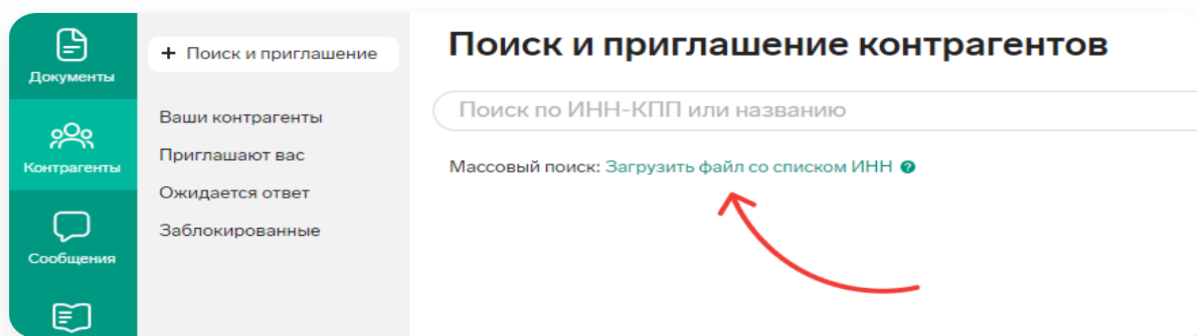 Документы
Контрагенты
Сообщения
+ Поиск и приглашение
Ваши контрагенты
Приглашают вас
Ожидается ответ
Заблокированные
Поиск и приглашение контрагентов
Поиск по ИНН-КПП или названию
Массовый поиск: Загрузить файл со списком ИНН ?